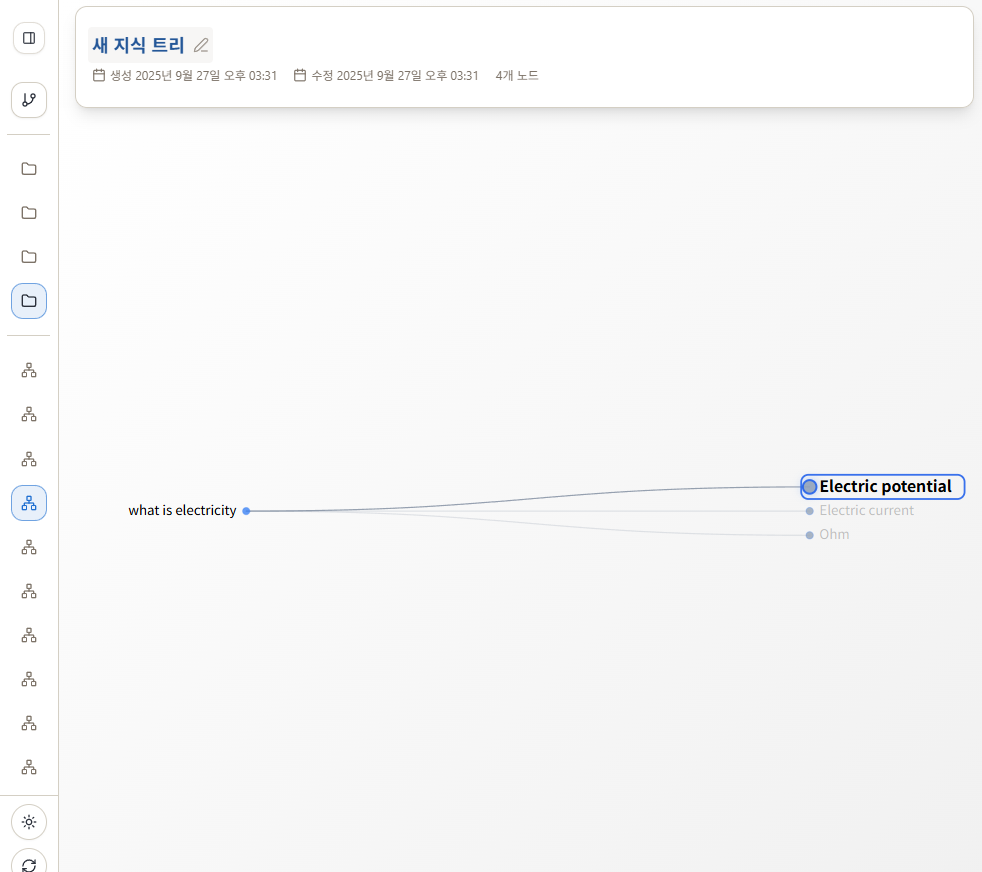 새 지식 트리
생성 2025년 9월 27일 오후 03:31 수정 2025년 9월 27일 오후 03:31 4개 노드
Electric potential
what is electricity
Electric current
Ohm